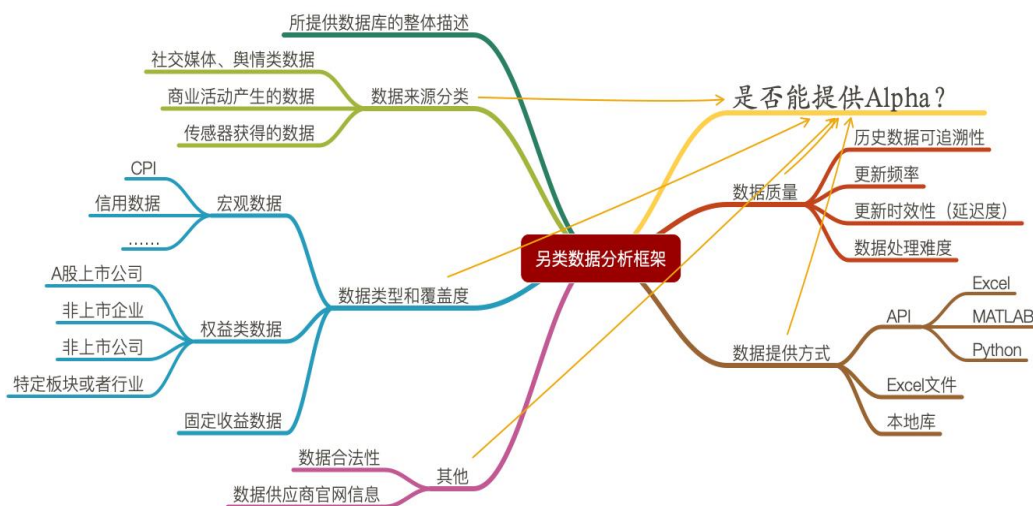 所提供数据库的整体描述
社交媒体、舆情类数据
商业活动产生的数据
传感器获得的数据
数据来源分类
CPI
信用数据
……
宏观数据
A股上市公司
非上市企业
非上市公司
特定板块或者行业
权益类数据
固定收益数据
数据类型和覆盖度
数据合法性
数据供应商官网信息
其他
另类数据分析框架
是否能提供Alpha？
数据质量
历史数据可追溯性
更新频率
更新时效性（延迟度）
数据处理难度
数据提供方式
API
Excel
MATLAB
Python
Excel文件
本地库